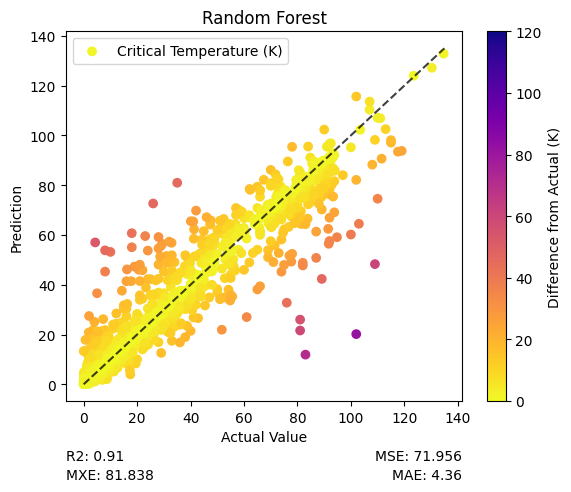 Random Forest
Critical Temperature (K)
140
120
100
80
60
40
20
0
Prediction
0 20 40 60 80 100 120 140
Actual Value
120
100
80
60
40
20
0
Difference from Actual (K)
R2: 0.91 MSE: 71.956
MXE: 81.838 MAE: 4.36